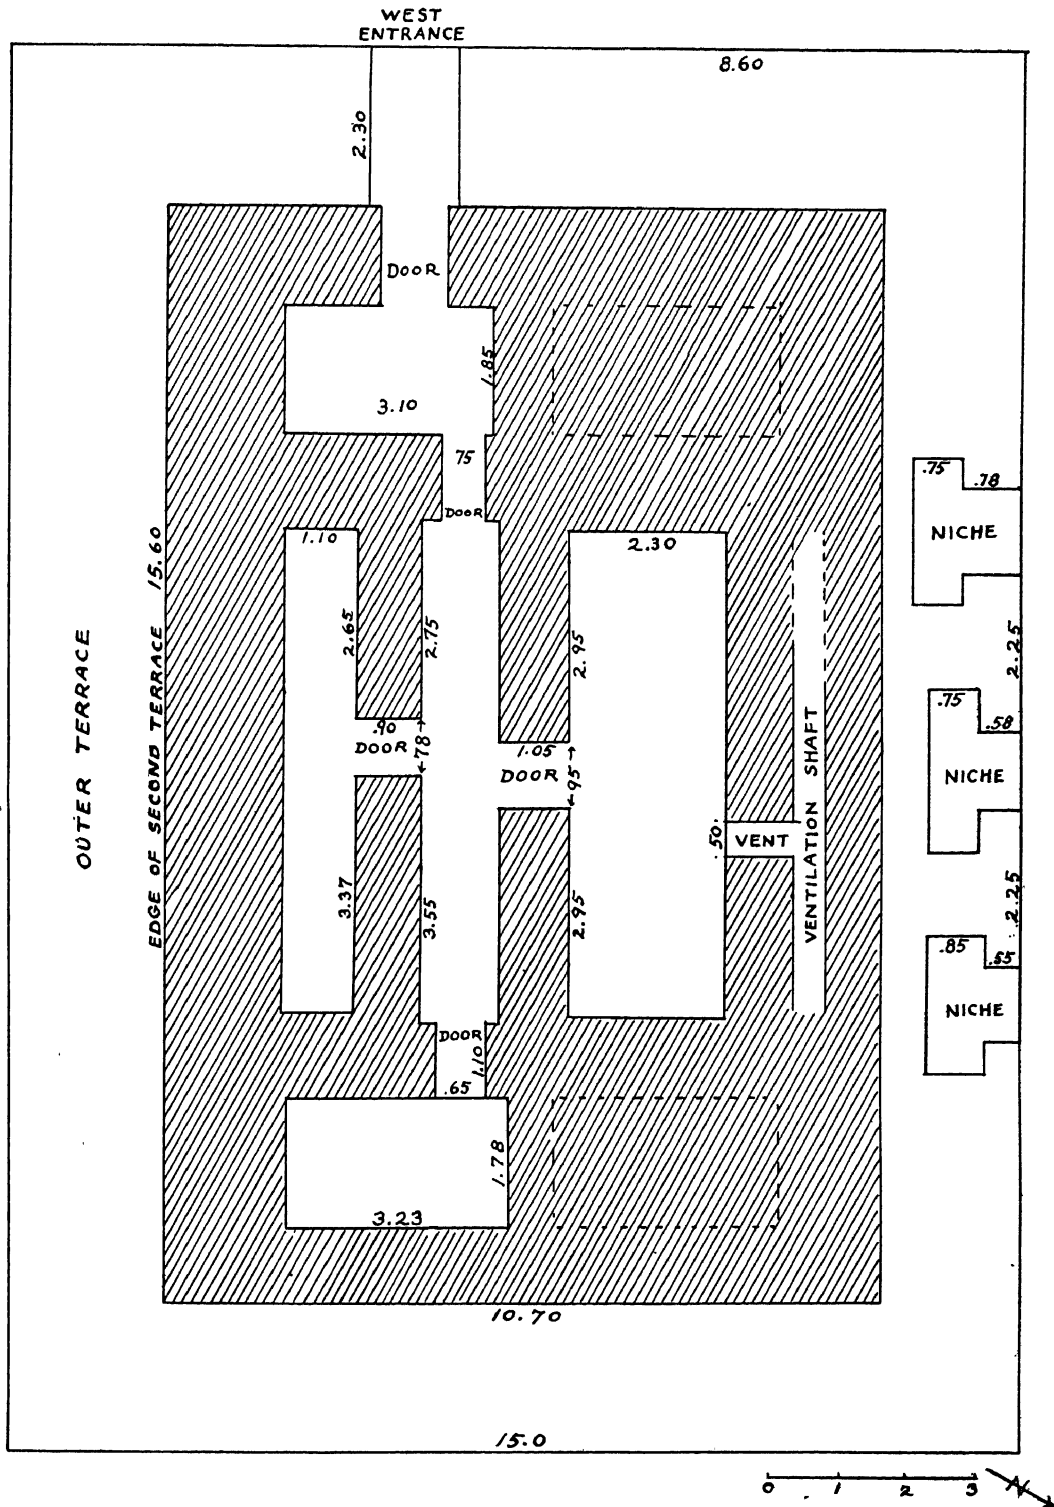 WEST
ENTRANCE
8.60
2.30
DOOR
1.85
3.10
75
DOOR
.75
.78
NICHE
1.10
2.30
2.65
2.75
2.95
2.25
OUTER TERRACE
EDGE OF SECOND TERRACE 15.60
.90
DOOR
78
1.05
DOOR
95
.75
.58
NICHE
VENTILATION SHAFT
.50
VENT
3.37
3.55
2.95
2.25
.85
.55
NICHE
DOOR
1.10
.65
1.78
3.23
10.70
15.0
0 1 2 3
N